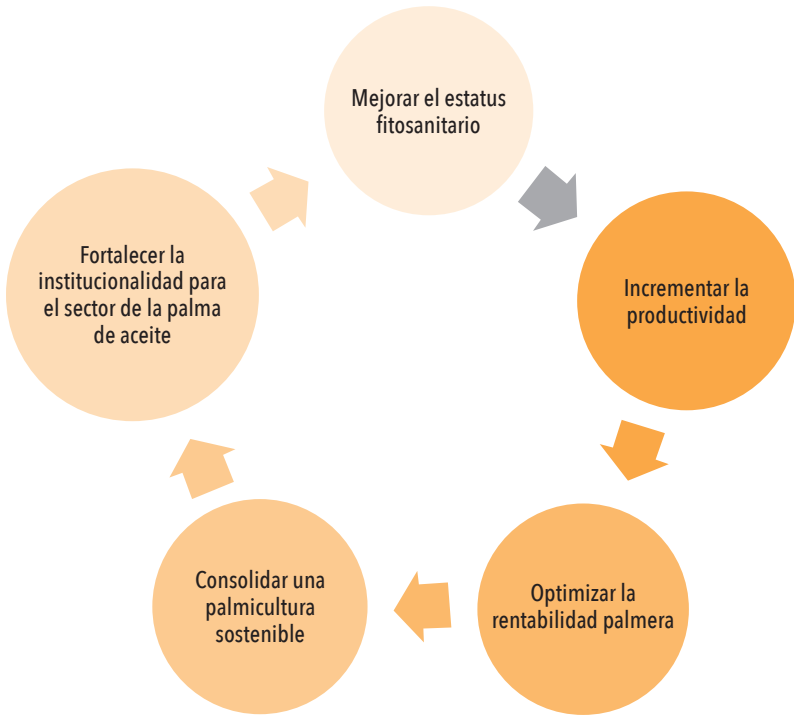 Mejorar el estatus
fitosanitario
Incrementar la
productividad
Optimizar la
rentabilidad palmera
Consolidar una
palmicultura
sostenible
Fortalecer la
institucionalidad para
el sector de la palma
de aceite